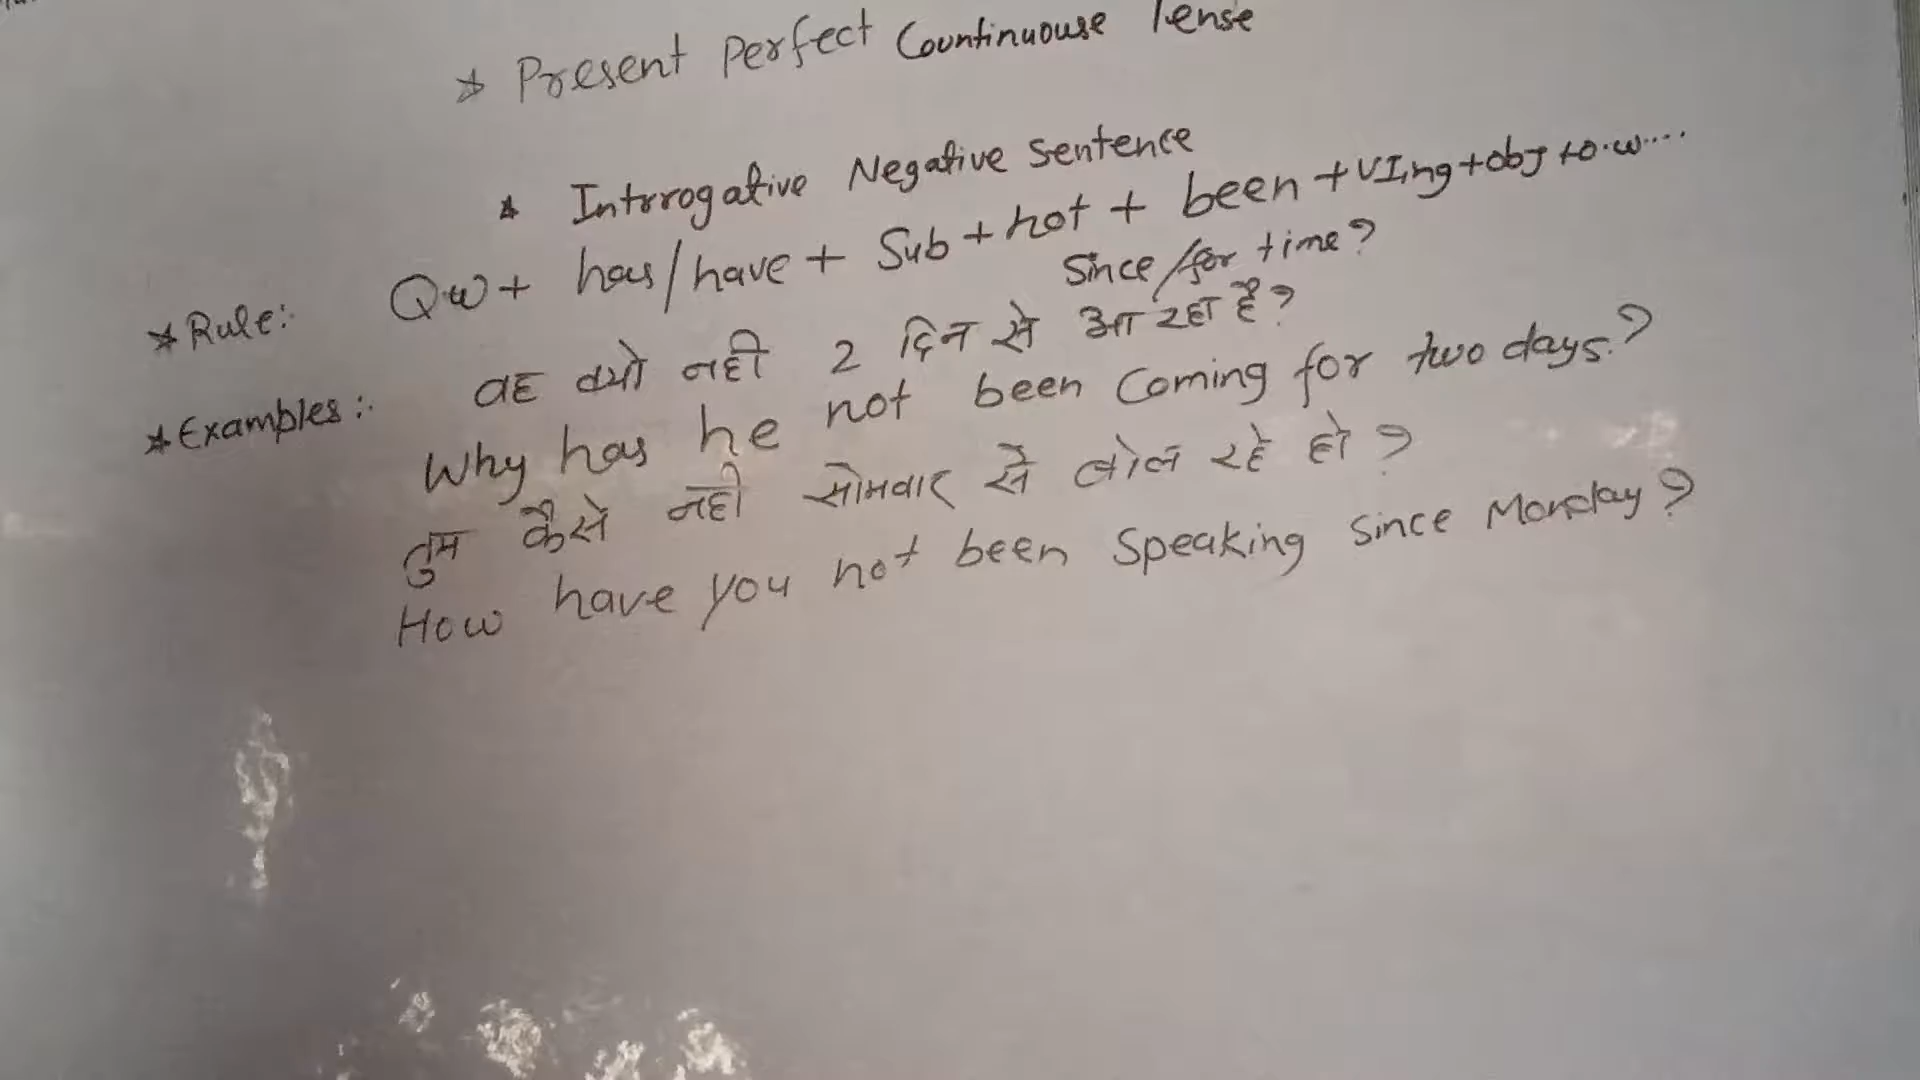 * Present Perfect Countinuouse Tense
* Intrrogative Negative Sentence
* Rule:- Q.w + has/have + Sub + not + been + VIing + obj + o.w....
Since/for time?
* Examples:- वह क्यो नही 2 दिन से आ रहा है?
Why has he not been Coming for two days?
तुम कैसे नही सोमवार से बोल रहे हो?
How have you not been Speaking Since Monday?